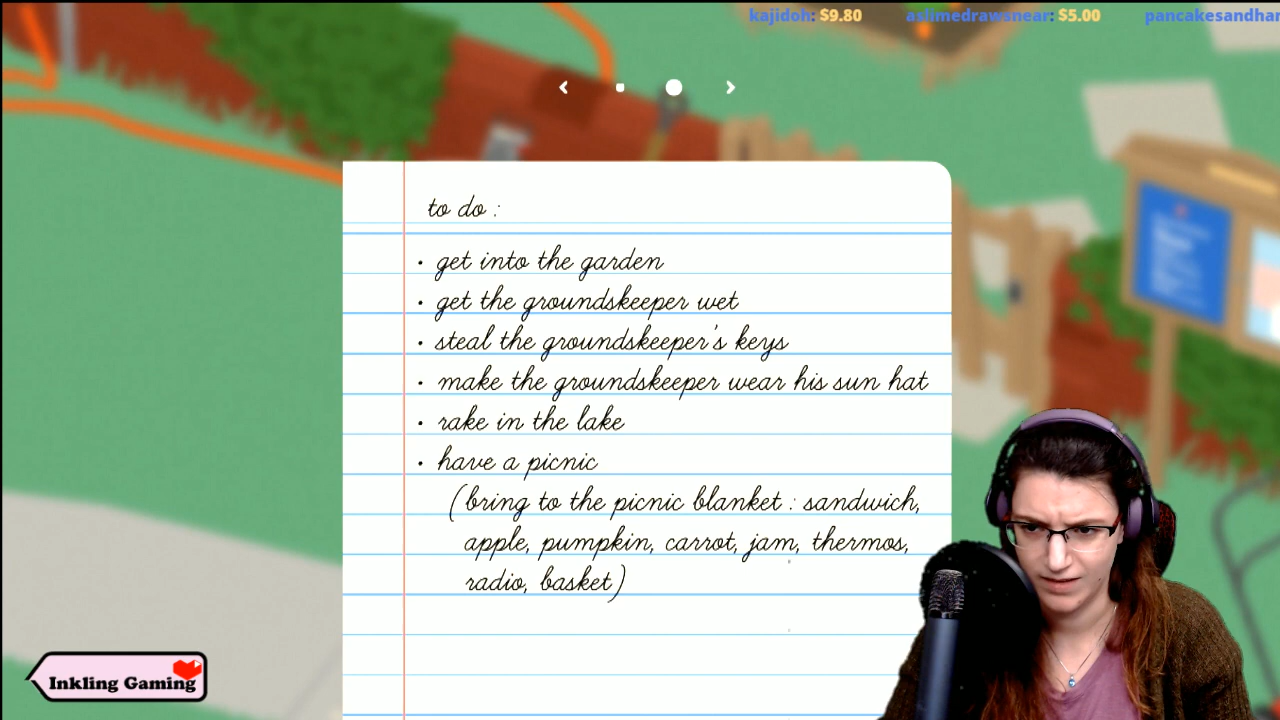 kajidoh: $9.80 aslimedrawsnear: $5.00 pancakesandhar
to do :
• get into the garden
• get the groundskeeper wet
• steal the groundskeeper's keys
• make the groundskeeper wear his sun hat
• rake in the lake
• have a picnic
(bring to the picnic blanket : sandwich,
apple, pumpkin, carrot, jam, thermos,
radio, basket)
Inkling Gaming